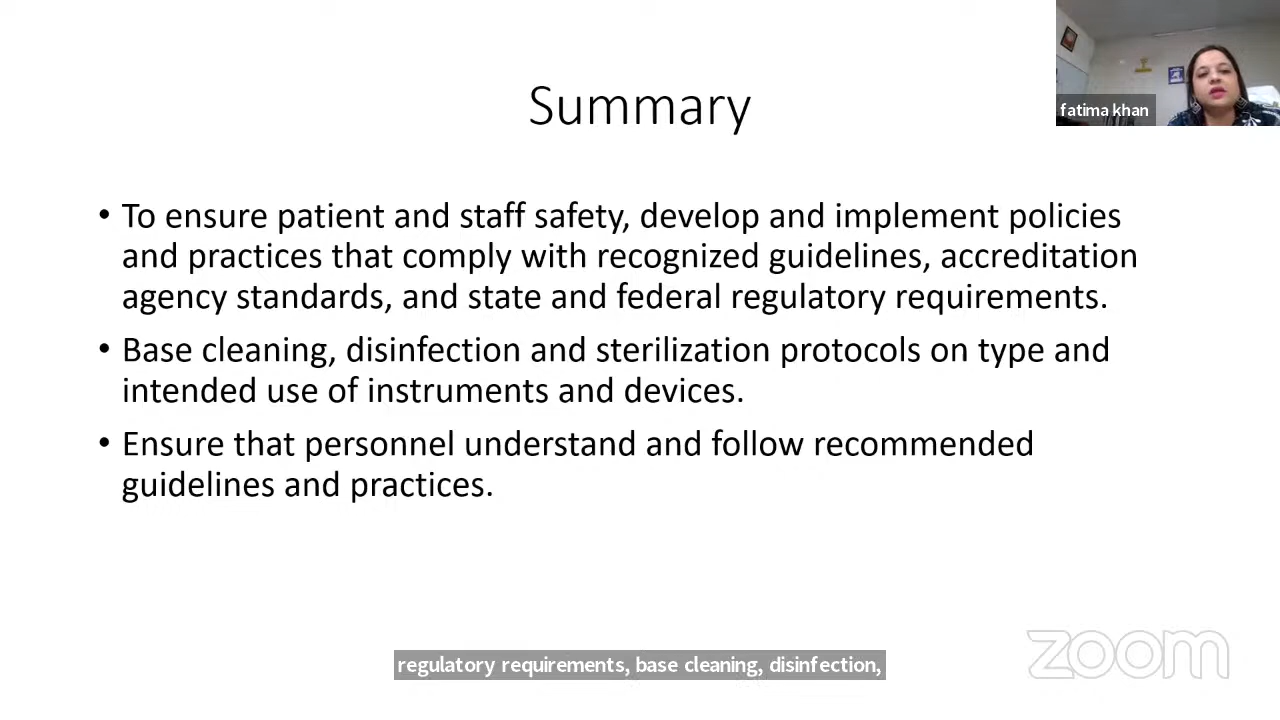 Summary
fatima khan
• To ensure patient and staff safety, develop and implement policies
and practices that comply with recognized guidelines, accreditation
agency standards, and state and federal regulatory requirements.
• Base cleaning, disinfection and sterilization protocols on type and
intended use of instruments and devices.
• Ensure that personnel understand and follow recommended
guidelines and practices.
zoom
regulatory requirements, base cleaning, disinfection,